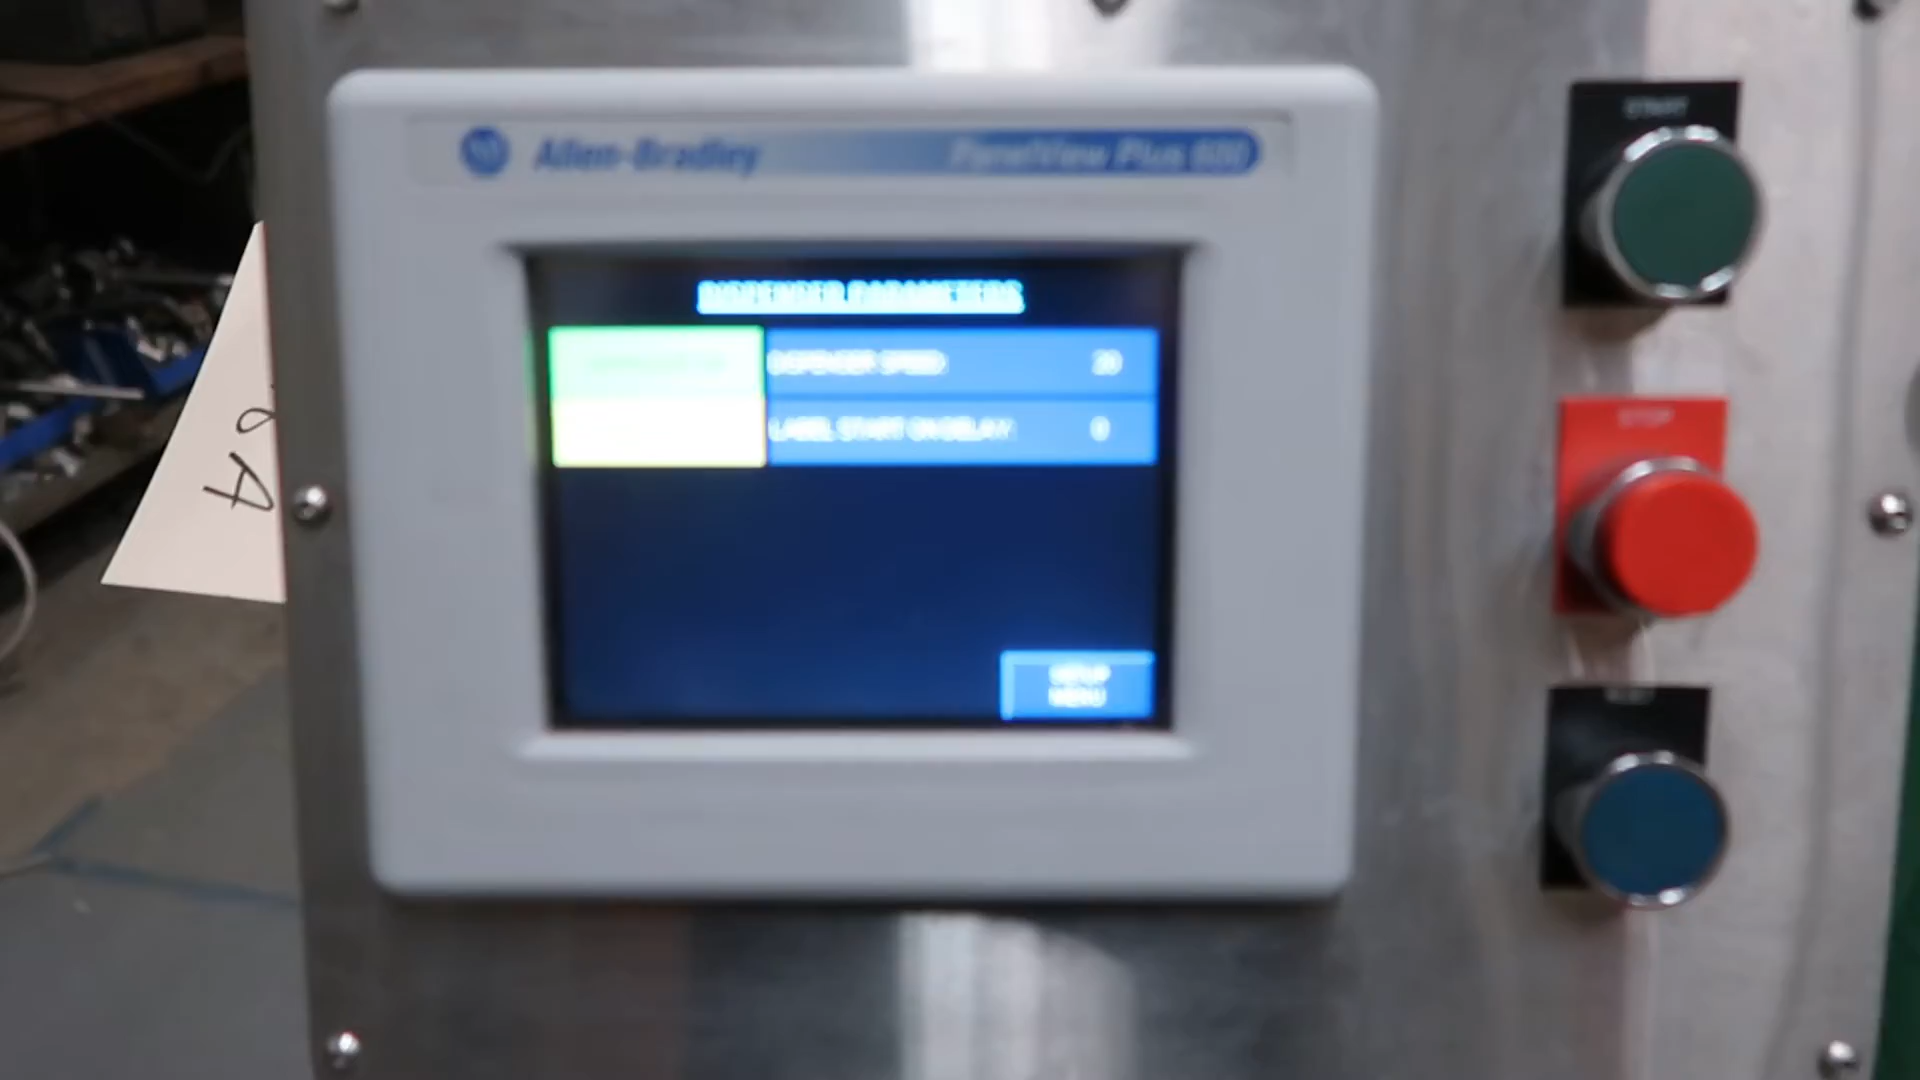 Allen-Bradley PanelView Plus 600
DISPENSER PARAMETERS
DISPENSER SPEED: 20
LABEL START ON DELAY: 0
SETUP
MENU
START
STOP
A